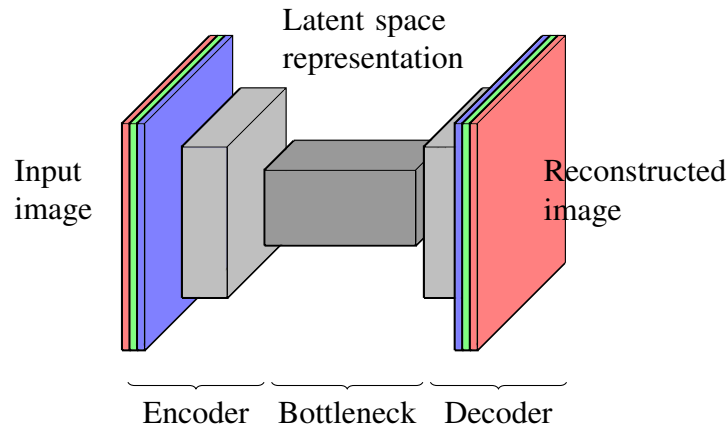 Latent space
representation
Input
image
Reconstructed
image
Encoder
Bottleneck
Decoder